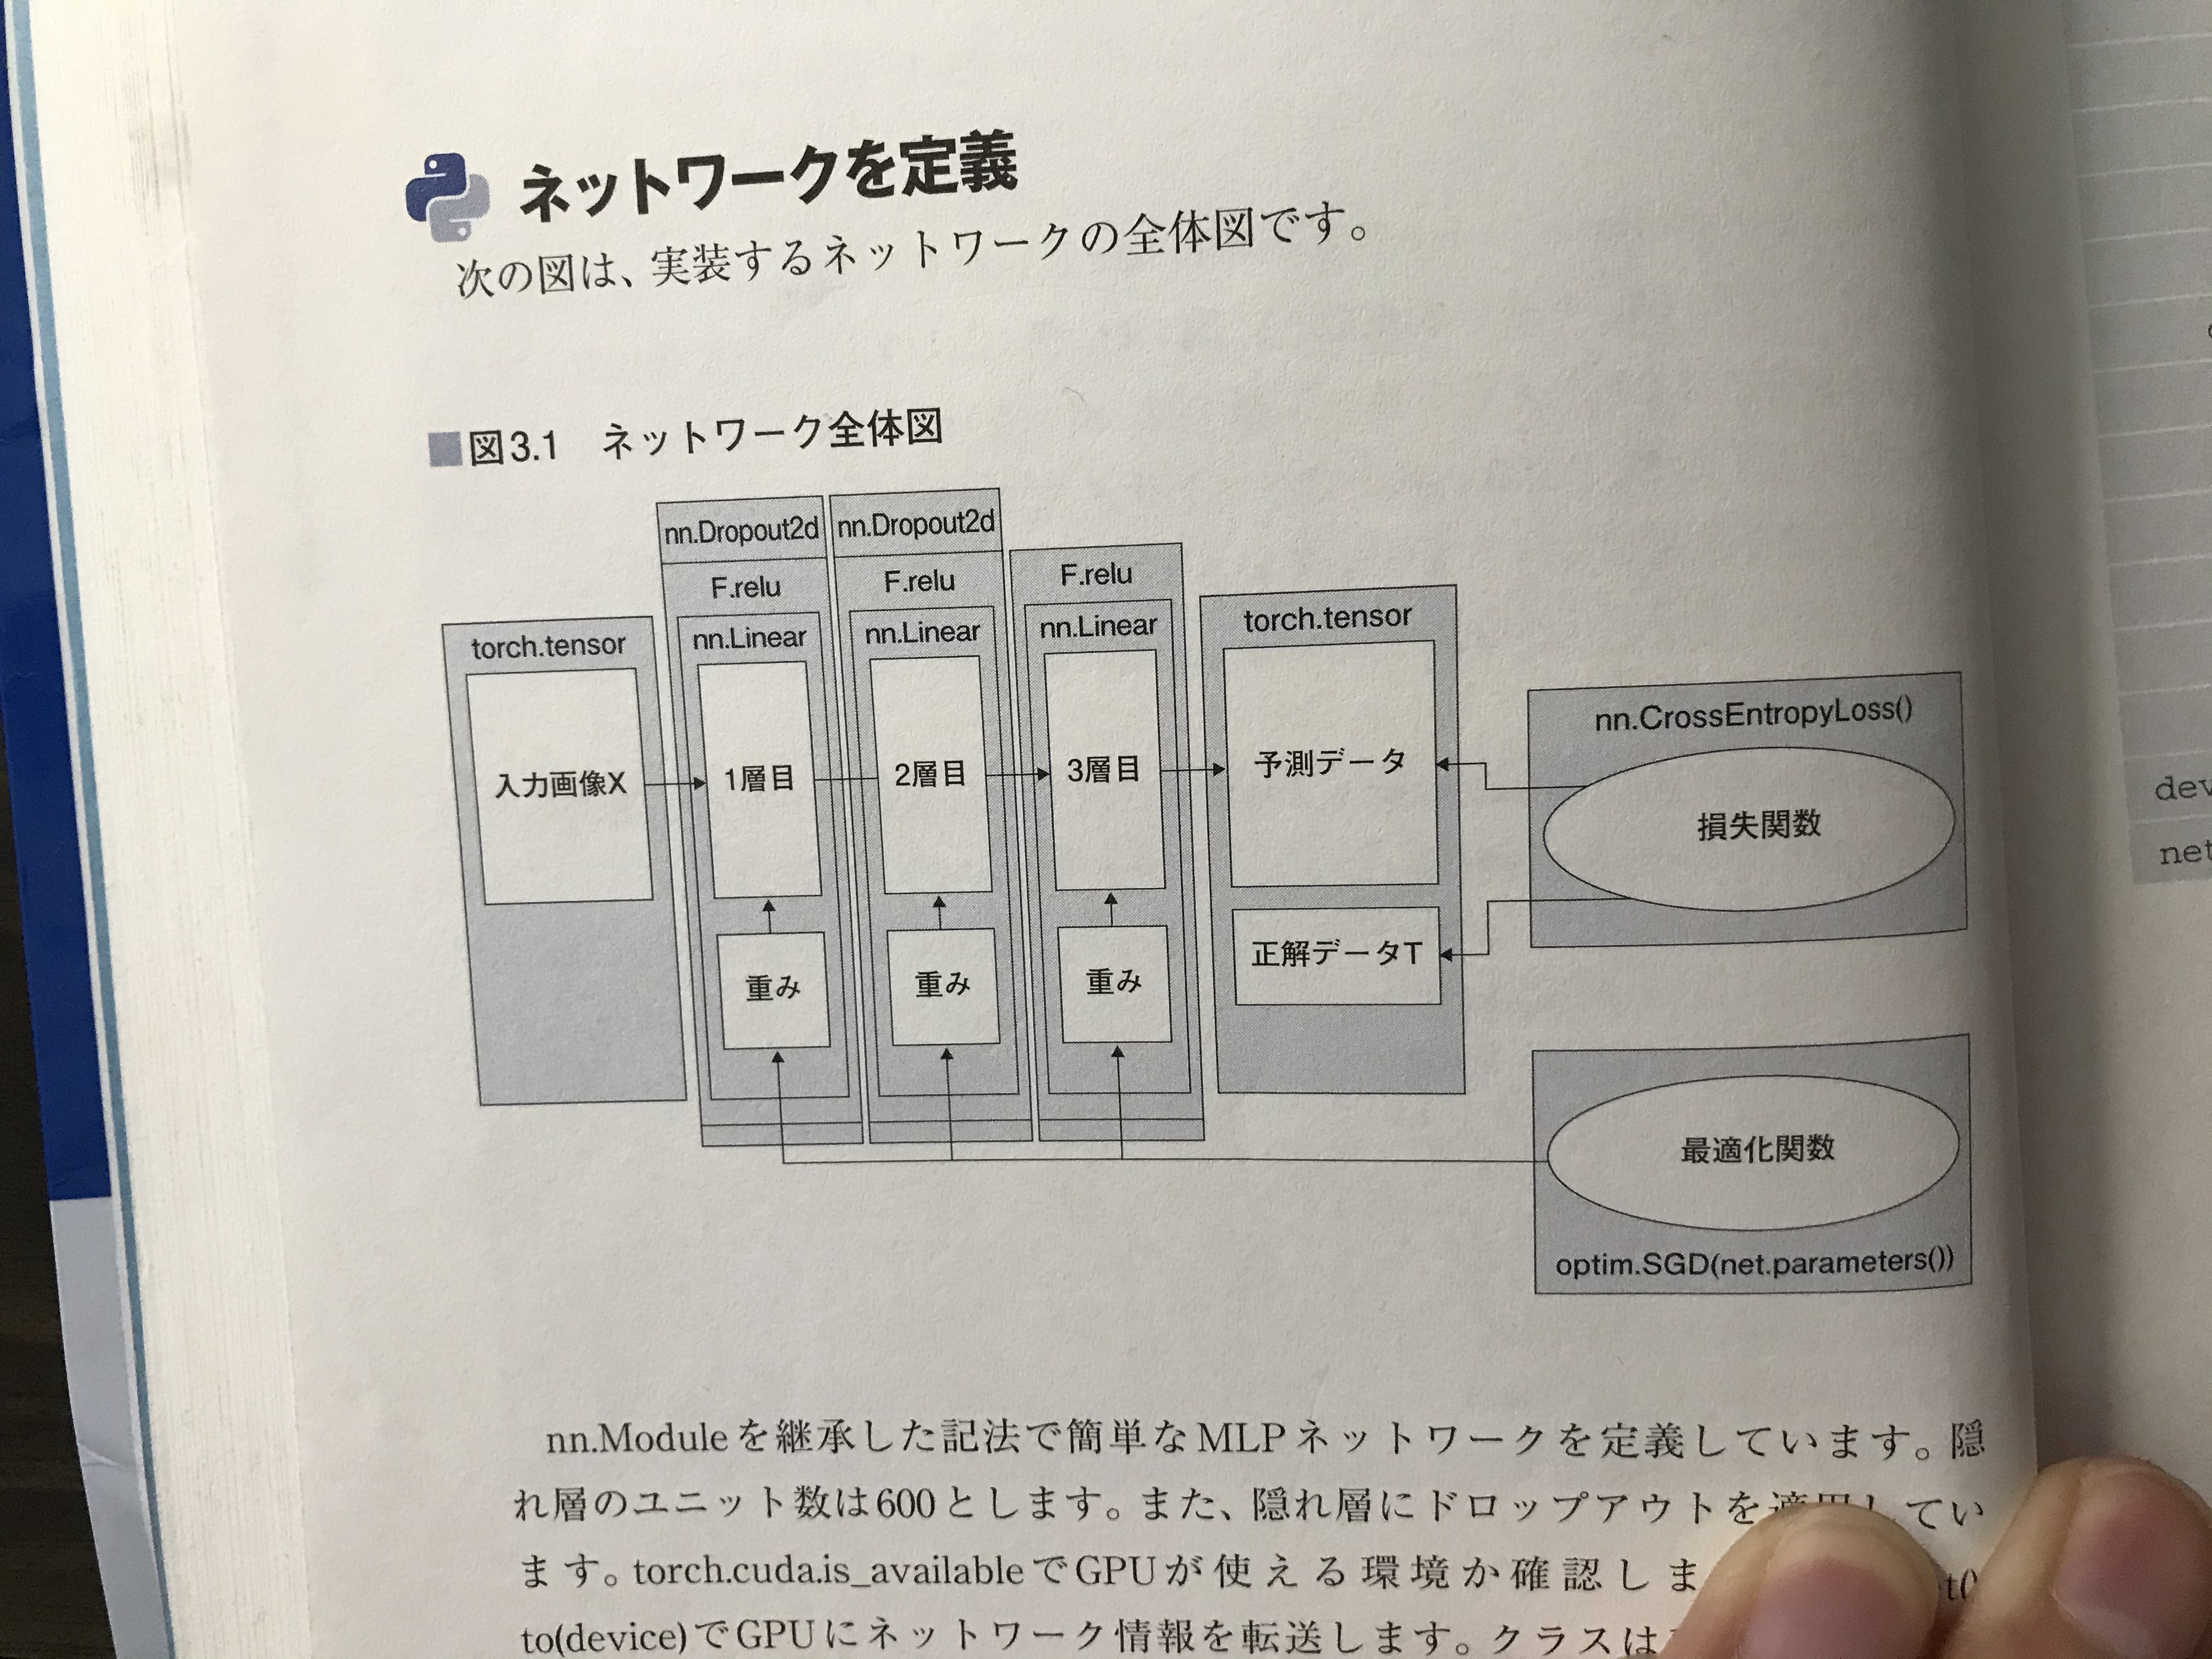 ネットワークを定義
次の図は、実装するネットワークの全体図です。
■図3.1 ネットワーク全体図
nn.Dropout2d
nn.Dropout2d
F.relu
F.relu
F.relu
nn.Linear
nn.Linear
nn.Linear
torch.tensor
torch.tensor
入力画像X
1層目
2層目
3層目
予測データ
正解データT
重み
重み
重み
nn.CrossEntropyLoss()
損失関数
最適化関数
optim.SGD(net.parameters())
nn.Moduleを継承した記法で簡単なMLPネットワークを定義しています。隠
れ層のユニット数は600とします。また、隠れ層にドロップアウトを適用してい
ます。torch.cuda.is_availableでGPUが使える環境か確認しま
to(device)でGPUにネットワーク情報を転送します。クラスは
dev
net